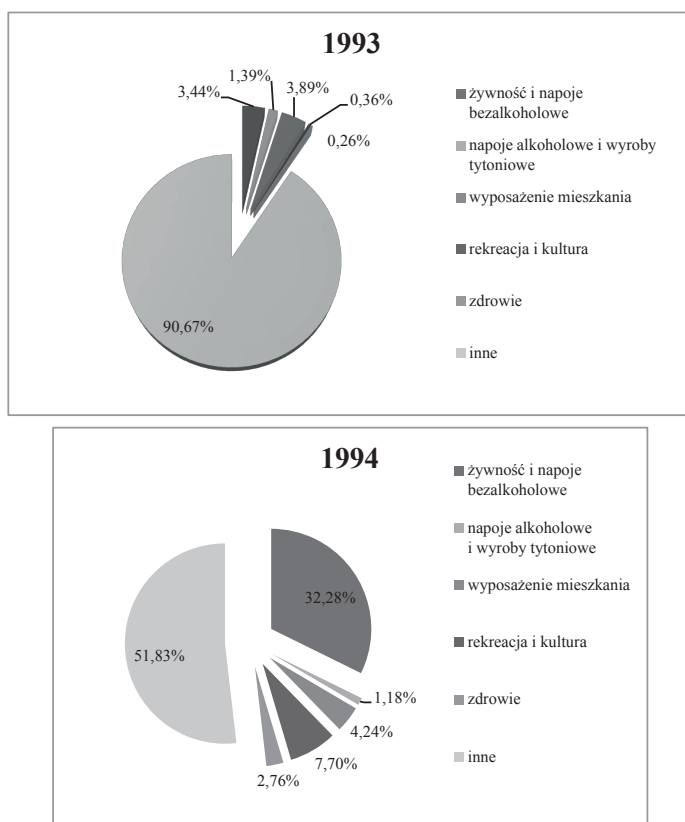 1993
3,44%
1,39%
3,89%
0,36%
0,26%
90,67%
żywność i napoje
bezalkoholowe
napoje alkoholowe i wyroby
tytoniowe
wyposażenie mieszkania
rekreacja i kultura
zdrowie
inne
1994
32,28%
1,18%
4,24%
7,70%
2,76%
51,83%
żywność i napoje
bezalkoholowe
napoje alkoholowe
i wyroby tytoniowe
wyposażenie mieszkania
rekreacja i kultura
zdrowie
inne